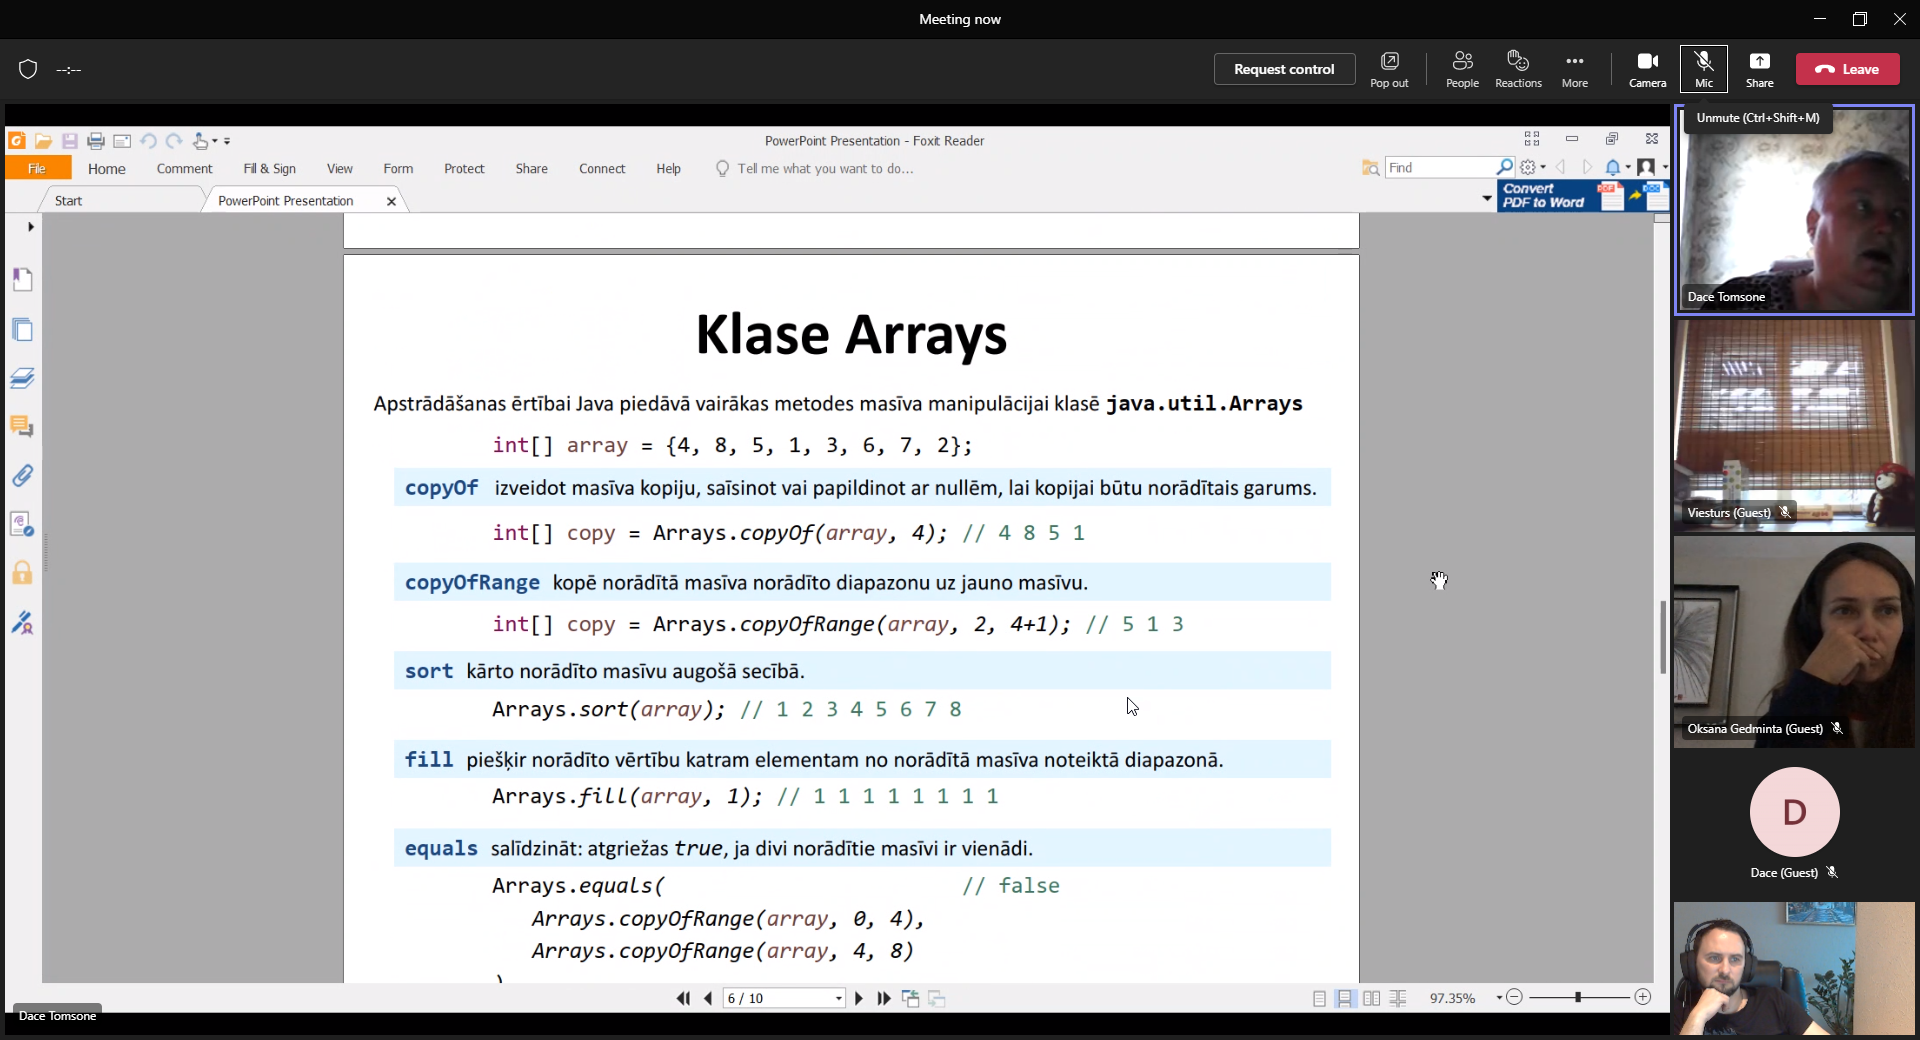 Meeting now
--:--
Request control
Pop out
People
Reactions
More
Camera
Mic
Share
Leave
Unmute (Ctrl+Shift+M)
PowerPoint Presentation - Foxit Reader
File Home Comment Fill & Sign View Form Protect Share Connect Help Tell me what you want to do...
Find
Start
PowerPoint Presentation
Convert
PDF to Word
Klase Arrays
Apstrādāšanas ērtībai Java piedāvā vairākas metodes masīva manipulācijai klasē java.util.Arrays
int[] array = {4, 8, 5, 1, 3, 6, 7, 2};
copyOf izveidot masīva kopiju, saīsinot vai papildinot ar nullēm, lai kopijai būtu norādītais garums.
int[] copy = Arrays.copyOf(array, 4); // 4 8 5 1
copyOfRange kopē norādītā masīva norādīto diapazonu uz jauno masīvu.
int[] copy = Arrays.copyOfRange(array, 2, 4+1); // 5 1 3
sort kārto norādīto masīvu augošā secībā.
Arrays.sort(array); // 1 2 3 4 5 6 7 8
fill piešķir norādīto vērtību katram elementam no norādītā masīva noteiktā diapazonā.
Arrays.fill(array, 1); // 1 1 1 1 1 1 1 1
equals salīdzināt: atgriežas true, ja divi norādītie masīvi ir vienādi.
Arrays.equals( // false
Arrays.copyOfRange(array, 0, 4),
Arrays.copyOfRange(array, 4, 8)
)
6 / 10
97.35%
Dace Tomsone
Dace Tomsone
Viesturs (Guest)
Oksana Gedminta (Guest)
D
Dace (Guest)